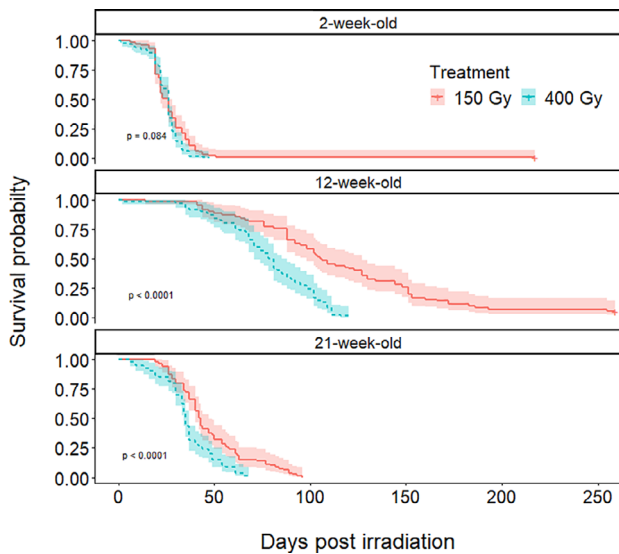 2-week-old
1.00
0.75
0.50
0.25
0.00
Treatment
150 Gy 400 Gy
p = 0.084
12-week-old
1.00
0.75
0.50
0.25
0.00
p < 0.0001
21-week-old
1.00
0.75
0.50
0.25
0.00
p < 0.0001
Survival probabilty
0 50 100 150 200 250
Days post irradiation